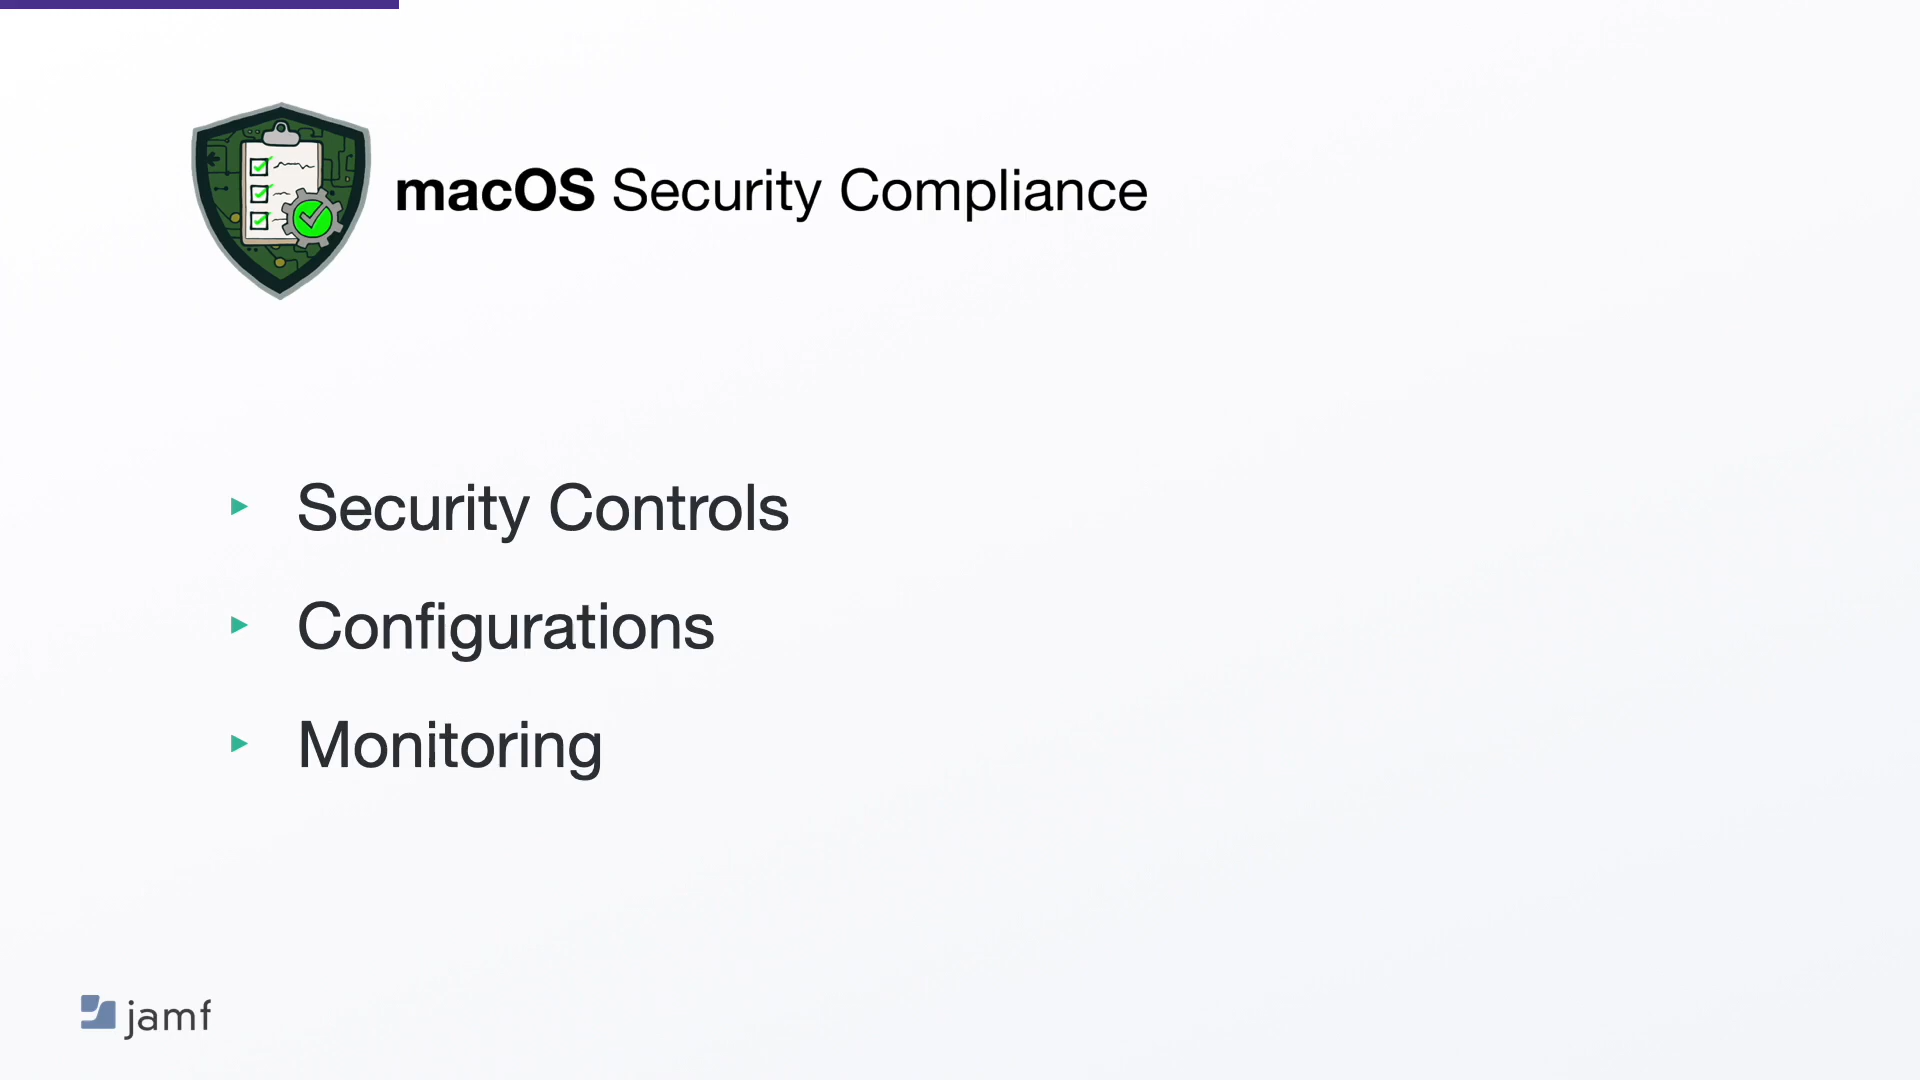 macOS Security Compliance
Security Controls
Configurations
Monitoring
jamf